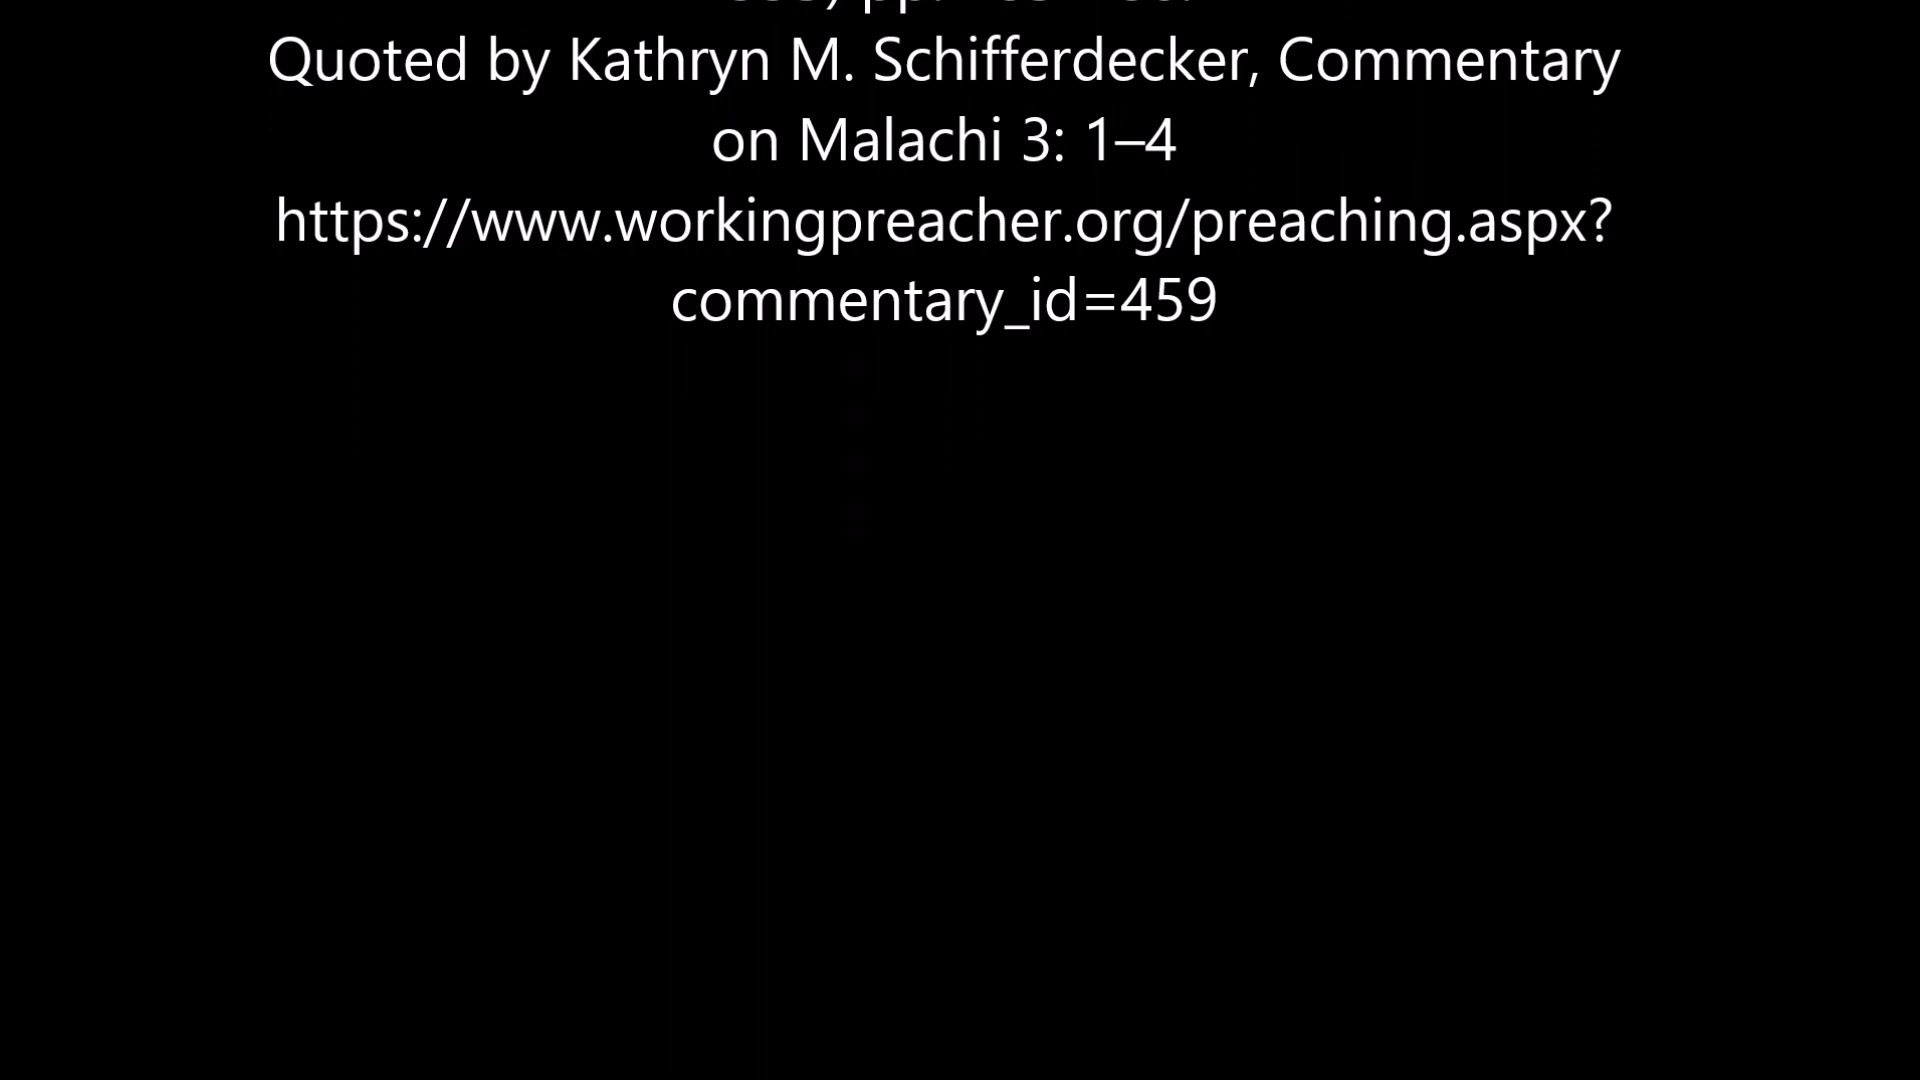 Quoted by Kathryn M. Schifferdecker, Commentary
on Malachi 3: 1–4
https://www.workingpreacher.org/preaching.aspx?
commentary_id=459